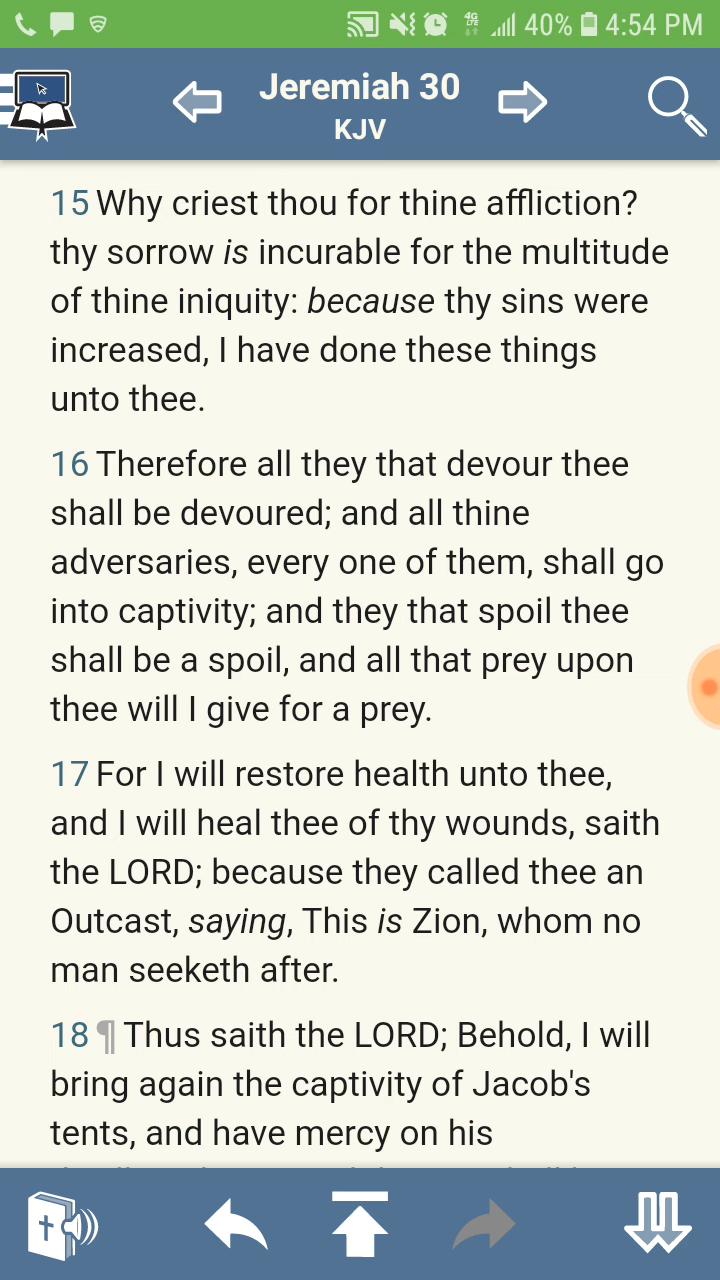 4G
LTE
40% 4:54 PM
Jeremiah 30
KJV
15 Why criest thou for thine affliction?
thy sorrow is incurable for the multitude
of thine iniquity: because thy sins were
increased, I have done these things
unto thee.
16 Therefore all they that devour thee
shall be devoured; and all thine
adversaries, every one of them, shall go
into captivity; and they that spoil thee
shall be a spoil, and all that prey upon
thee will I give for a prey.
17 For I will restore health unto thee,
and I will heal thee of thy wounds, saith
the LORD; because they called thee an
Outcast, saying, This is Zion, whom no
man seeketh after.
18 ¶ Thus saith the LORD; Behold, I will
bring again the captivity of Jacob's
tents, and have mercy on his